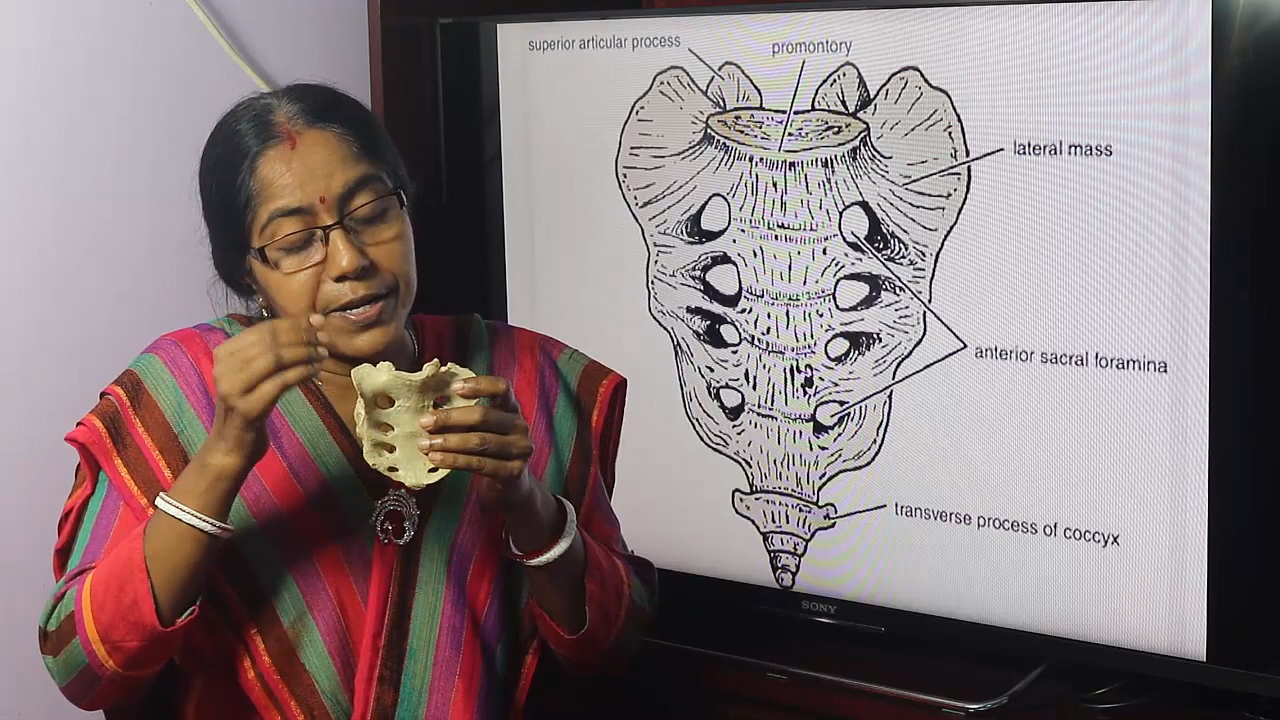 superior articular process
promontory
lateral mass
anterior sacral foramina
transverse process of coccyx
SONY